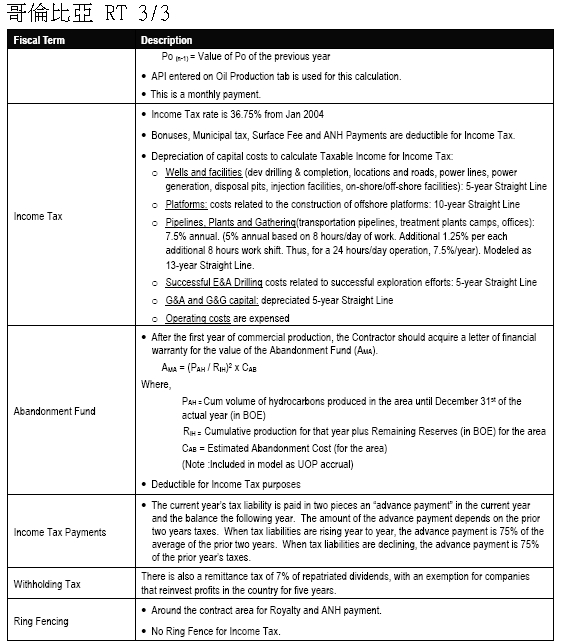 哥倫比亞 RT 3/3
Fiscal Term
Description
Po (n-1) = Value of Po of the previous year
• API entered on Oil Production tab is used for this calculation.
• This is a monthly payment.
Income Tax
• Income Tax rate is 36.75% from Jan 2004
• Bonuses, Municipal tax, Surface Fee and ANH Payments are deductible for Income Tax.
• Depreciation of capital costs to calculate Taxable Income for Income Tax:
o Wells and facilities (dev drilling & completion, locations and roads, power lines, power
generation, disposal pits, injection facilities, on-shore/off-shore facilities): 5-year Straight Line
o Platforms: costs related to the construction of offshore platforms: 10-year Straight Line
o Pipelines, Plants and Gathering(transportation pipelines, treatment plants camps, offices):
7.5% annual. (5% annual based on 8 hours/day of work. Additional 1.25% per each
additional 8 hours work shift. Thus, for a 24 hours/day operation, 7.5%/year). Modeled as
13-year Straight Line.
o Successful E&A Drilling costs related to successful exploration efforts: 5-year Straight Line
o G&A and G&G capital: depreciated 5-year Straight Line
o Operating costs are expensed
Abandonment Fund
• After the first year of commercial production, the Contractor should acquire a letter of financial
warranty for the value of the Abandonment Fund (AMA).
AMA = (PAH / RIH)² x CAB
Where,
PAH = Cum volume of hydrocarbons produced in the area until December 31st of the
actual year (in BOE)
RIH = Cumulative production for that year plus Remaining Reserves (in BOE) for the area
CAB = Estimated Abandonment Cost (for the area)
(Note :Included in model as UOP accrual)
• Deductible for Income Tax purposes
Income Tax Payments
• The current year's tax liability is paid in two pieces an "advance payment" in the current year
and the balance the following year. The amount of the advance payment depends on the prior
two years taxes. When tax liabilities are rising year to year, the advance payment is 75% of the
average of the prior two years. When tax liabilities are declining, the advance payment is 75%
of the prior year's taxes.
Withholding Tax
There is also a remittance tax of 7% of repatriated dividends, with an exemption for companies
that reinvest profits in the country for five years.
Ring Fencing
• Around the contract area for Royalty and ANH payment.
• No Ring Fence for Income Tax.